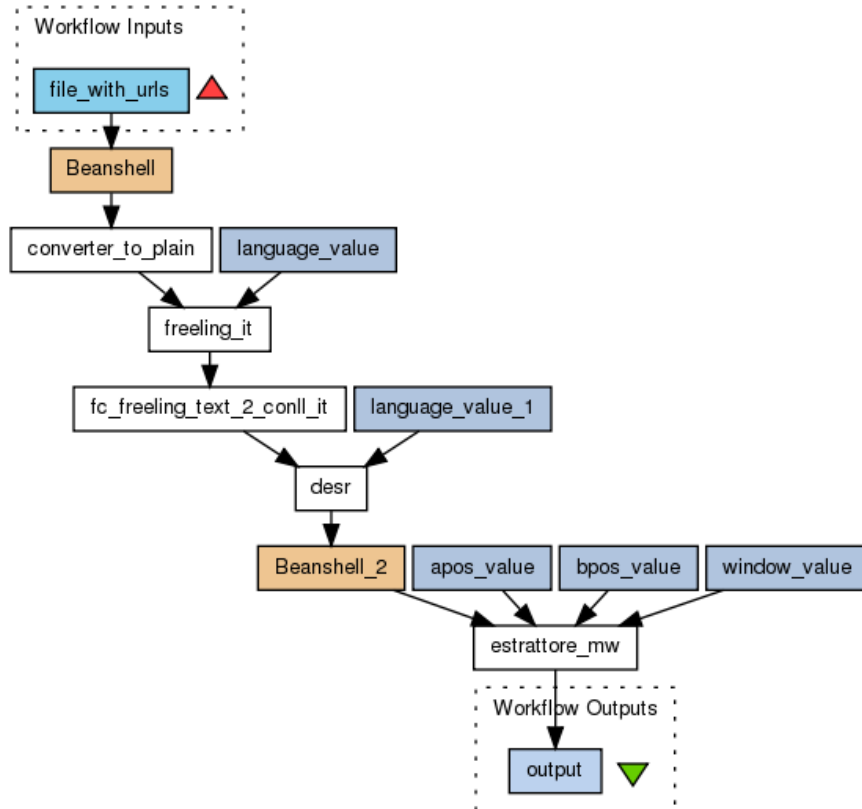 Workflow Inputs
file_with_urls
Beanshell
converter_to_plain
language_value
freeling_it
fc_freeling_text_2_conll_it
language_value_1
desr
Beanshell_2
apos_value
bpos_value
window_value
estrattore_mw
Workflow Outputs
output